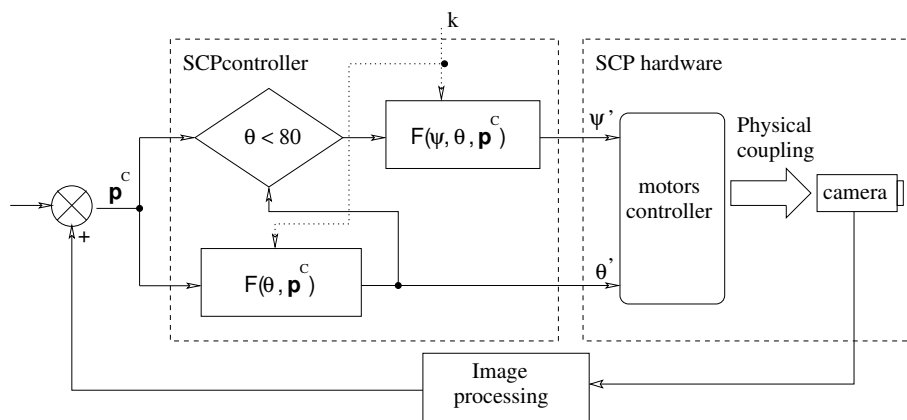 k
SCPcontroller
SCP hardware
θ < 80
F(ψ, θ, p^C)
ψ'
Physical
coupling
p^C
+
motors
controller
camera
F(θ, p^C)
θ'
Image
processing